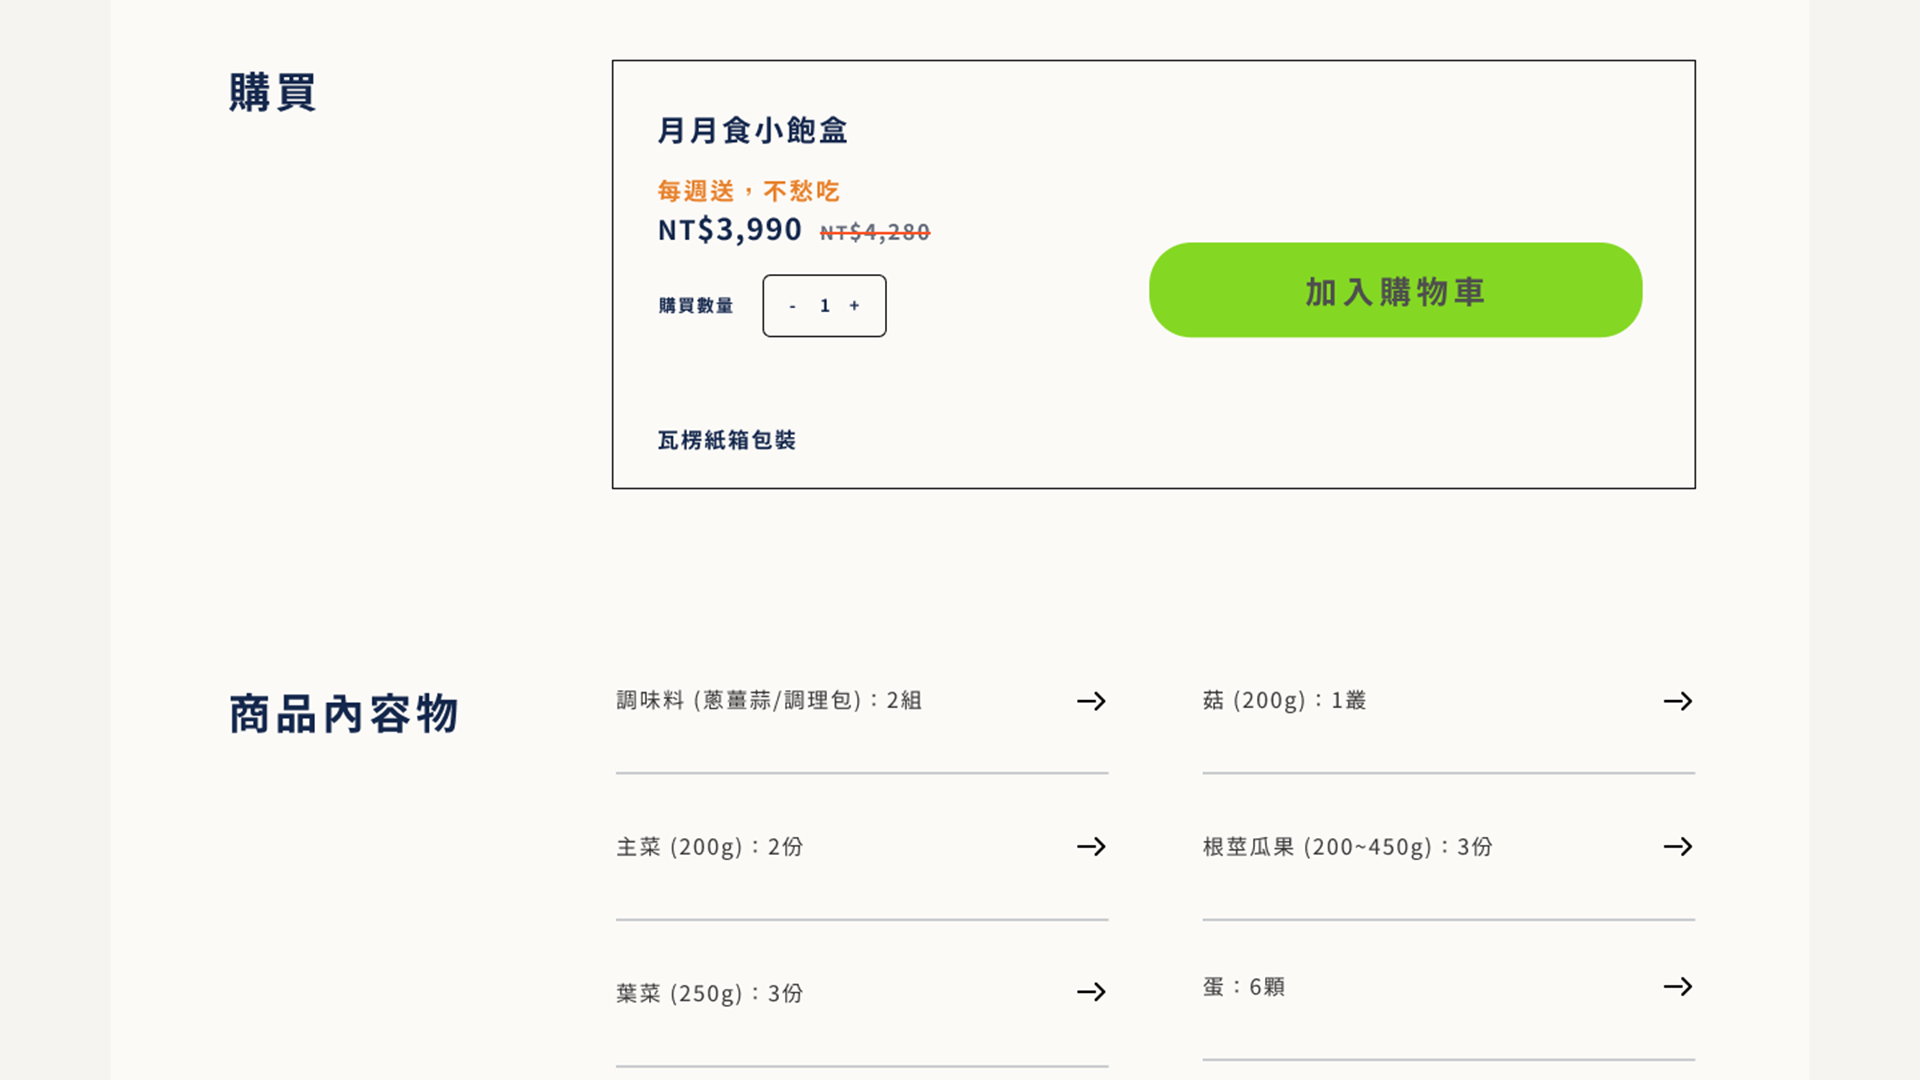 購買
月月食小飽盒
每週送，不愁吃
NT$3,990 NT$4,280
購買數量 - 1 +
加入購物車
瓦楞紙箱包裝
商品內容物
調味料 (蔥薑蒜/調理包)：2組
菇 (200g)：1叢
主菜 (200g)：2份
根莖瓜果 (200~450g)：3份
葉菜 (250g)：3份
蛋：6顆